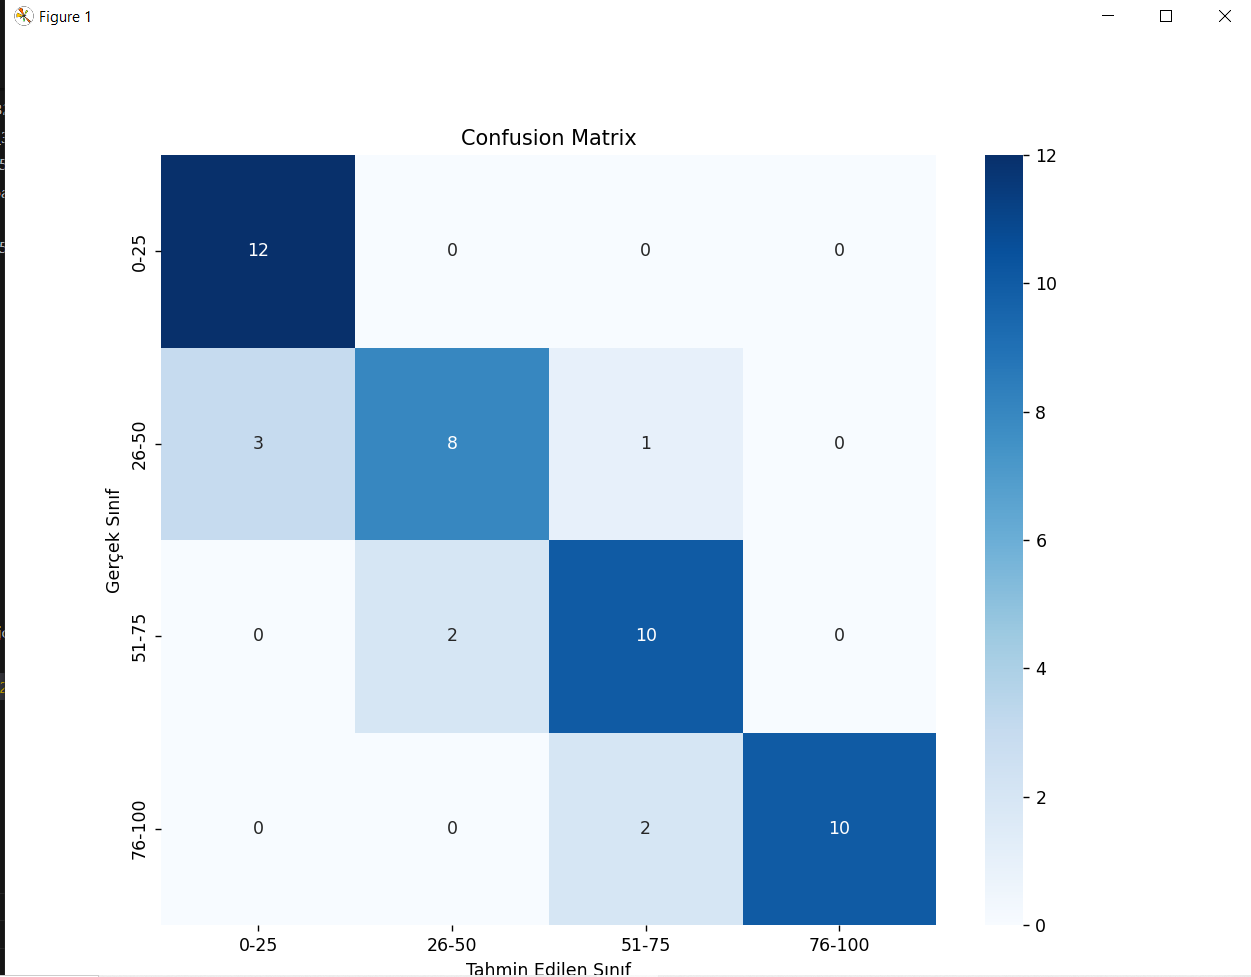 Figure 1
Confusion Matrix
12 0 0 0
3 8 1 0
0 2 10 0
0 0 2 10
0-25
26-50
51-75
76-100
Gerçek Sınıf
0-25 26-50 51-75 76-100
Tahmin Edilen Sınıf
12
10
8
6
4
2
0